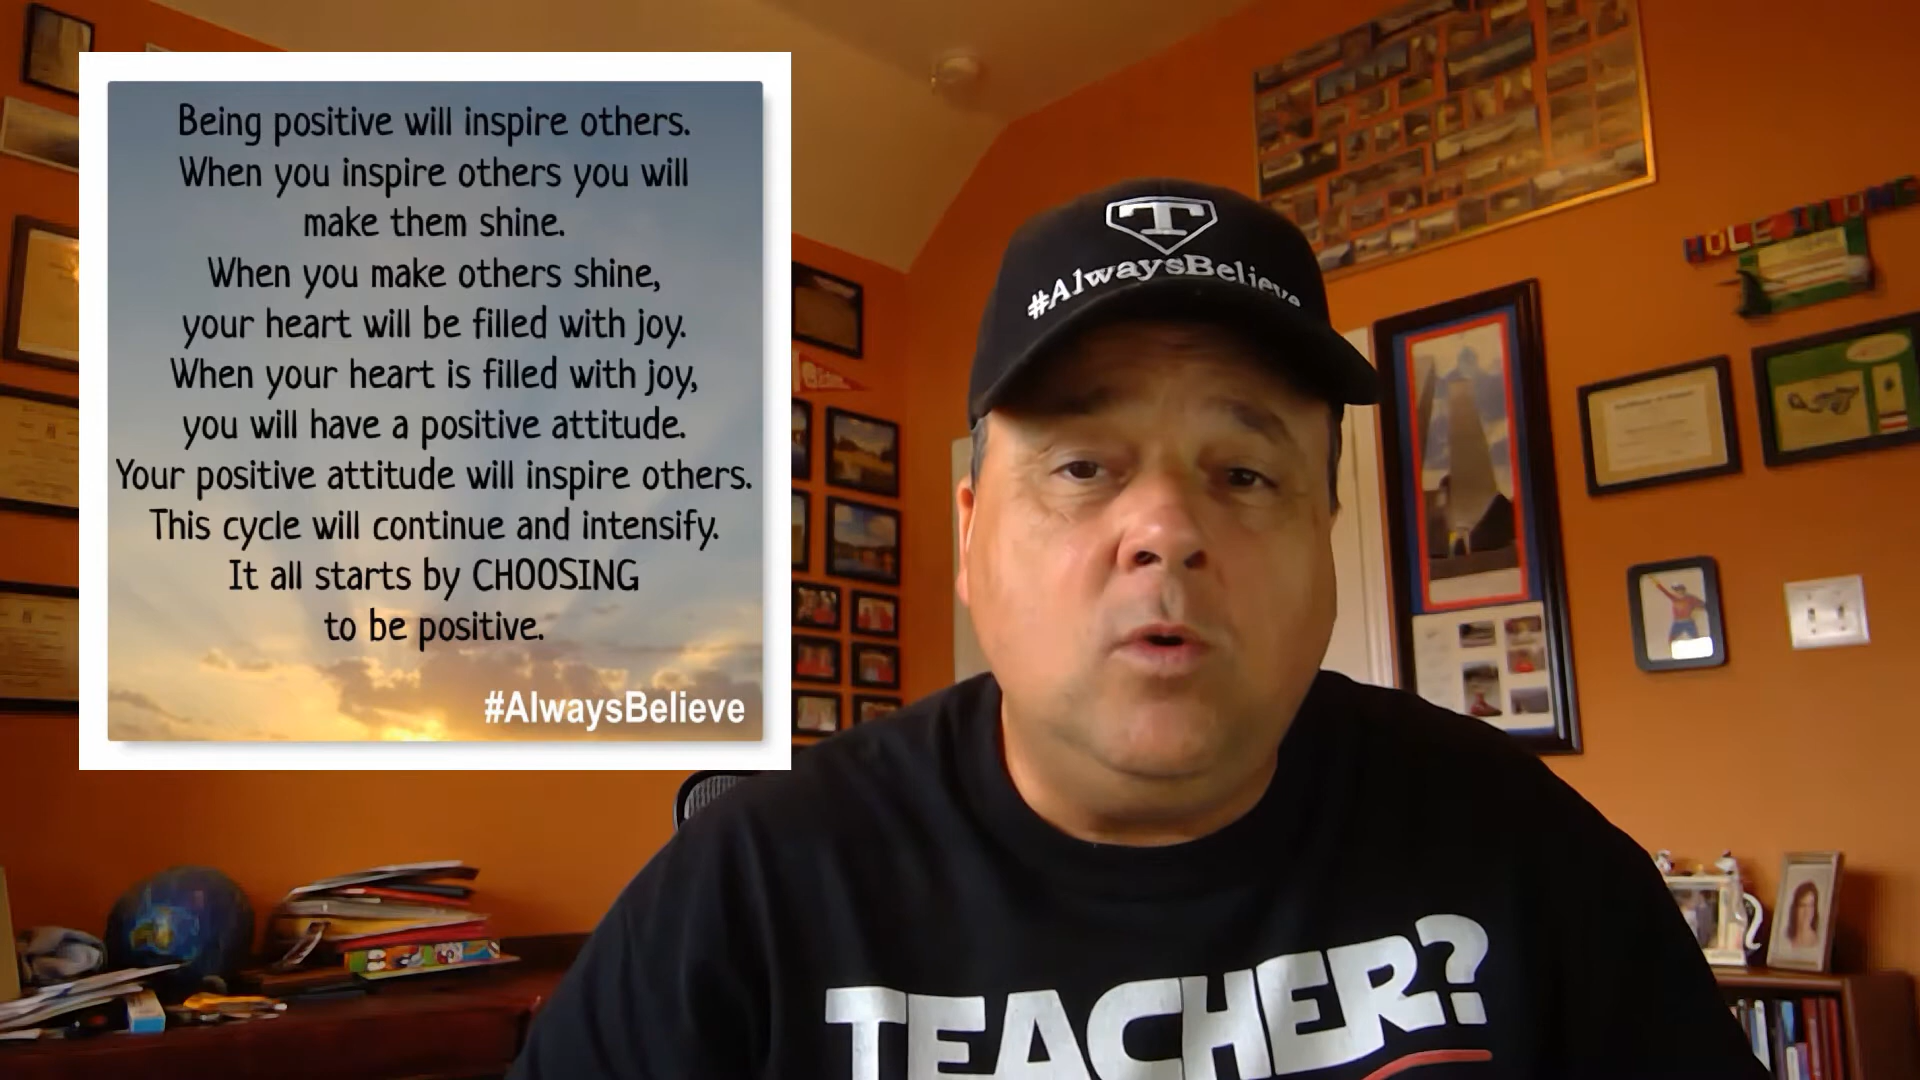 Being positive will inspire others.
When you inspire others you will
make them shine.
When you make others shine,
your heart will be filled with joy.
When your heart is filled with joy,
you will have a positive attitude.
Your positive attitude will inspire others.
This cycle will continue and intensify.
It all starts by CHOOSING
to be positive.
#AlwaysBelieve
T
#AlwaysBelieve
HOLE IN ONE
TEACHER?